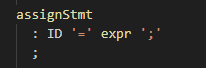 assignStmt
: ID '=' expr ';'
;